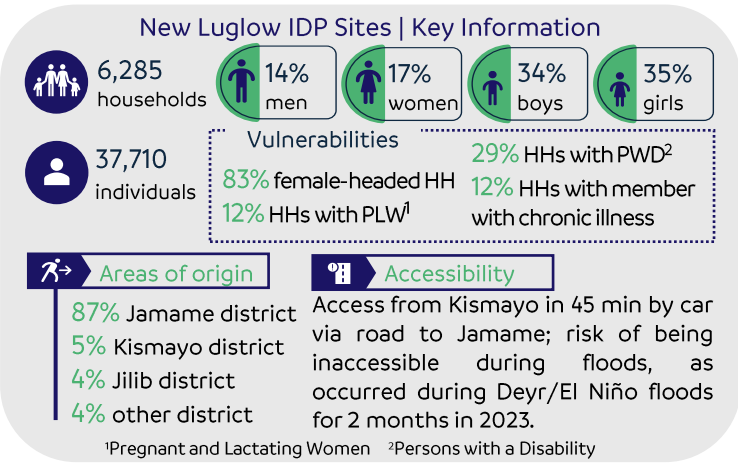 New Luglow IDP Sites | Key Information
6,285
households
14%
men
17%
women
34%
boys
35%
girls
37,710
individuals
Vulnerabilities
83% female-headed HH
12% HHs with PLW¹
29% HHs with PWD²
12% HHs with member
with chronic illness
Areas of origin
87% Jamame district
5% Kismayo district
4% Jilib district
4% other district
Accessibility
Access from Kismayo in 45 min by car
via road to Jamame; risk of being
inaccessible during floods, as
occurred during Deyr/El Niño floods
for 2 months in 2023.
¹Pregnant and Lactating Women ²Persons with a Disability